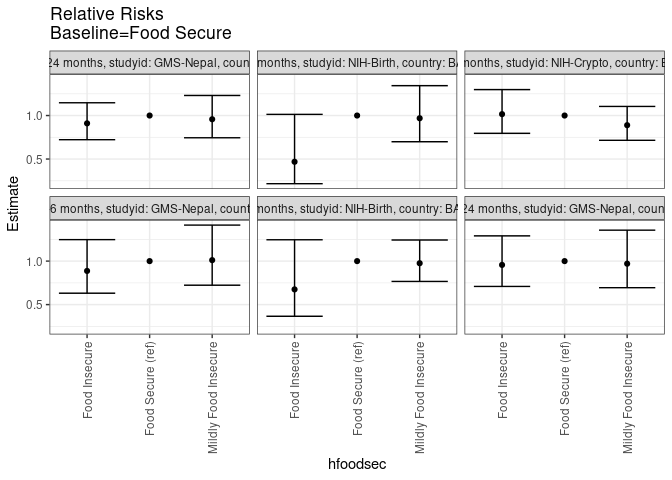 Relative Risks
Baseline=Food Secure
24 months, studyid: GMS-Nepal, coun
months, studyid: NIH-Birth, country: BA
months, studyid: NIH-Crypto, country: B
1.0
0.5
6 months, studyid: GMS-Nepal, count
months, studyid: NIH-Birth, country: BA
24 months, studyid: GMS-Nepal, coun
1.0
0.5
Estimate
Food Insecure
Food Secure (ref)
Mildly Food Insecure
Food Insecure
Food Secure (ref)
Mildly Food Insecure
Food Insecure
Food Secure (ref)
Mildly Food Insecure
hfoodsec